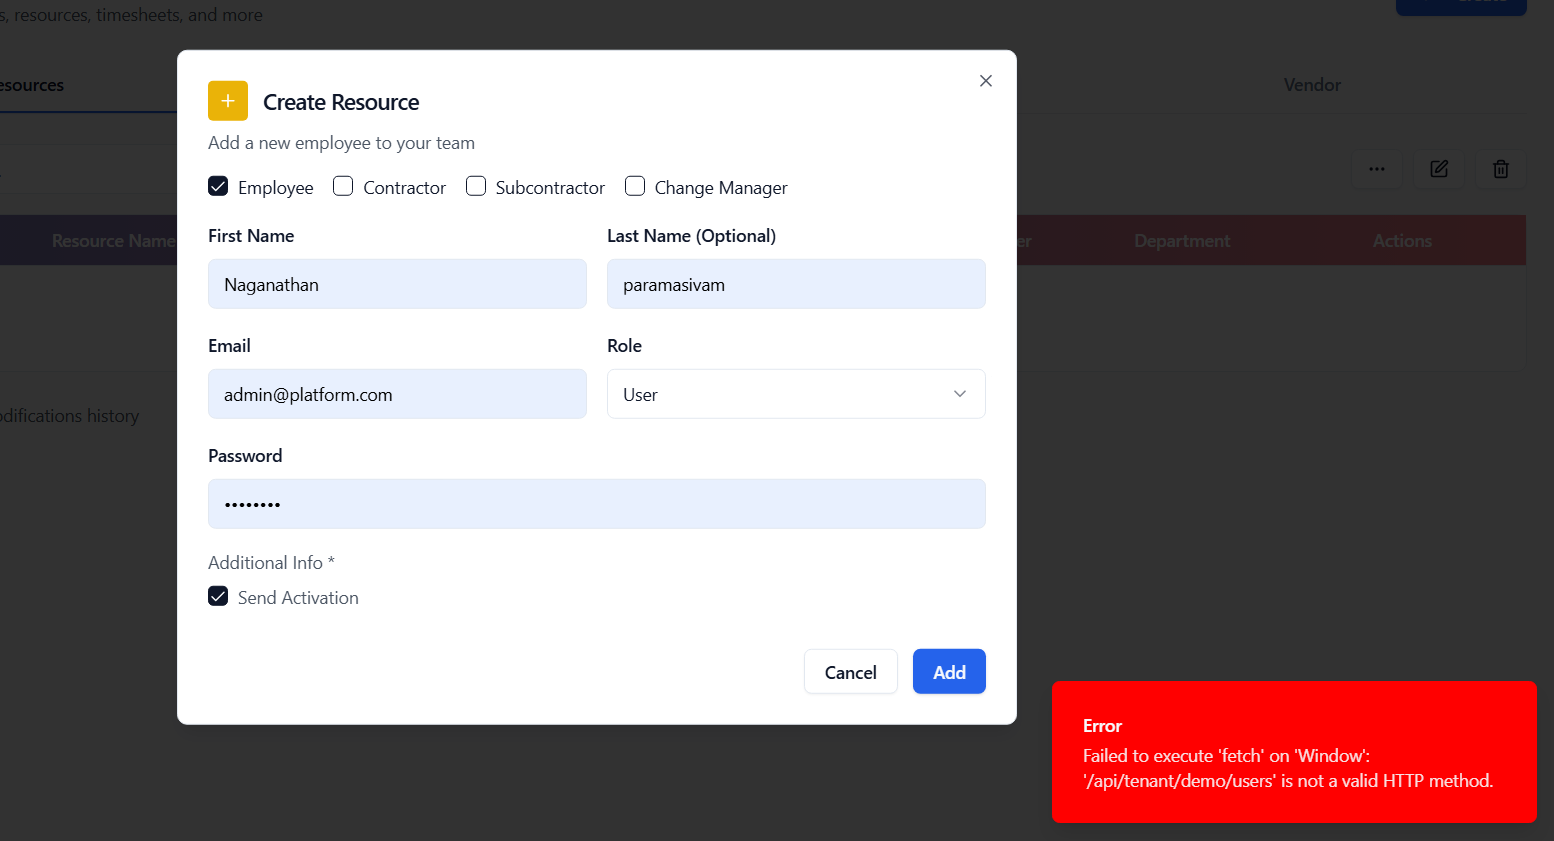 s, resources, timesheets, and more
Create
esources
Vendor
Create Resource
Add a new employee to your team
Employee Contractor Subcontractor Change Manager
Resource Name
er Department Actions
First Name Last Name (Optional)
Naganathan paramasivam
Email Role
admin@platform.com User
odifications history
Password
••••••••
Additional Info *
Send Activation
Cancel Add
Error
Failed to execute 'fetch' on 'Window':
'/api/tenant/demo/users' is not a valid HTTP method.